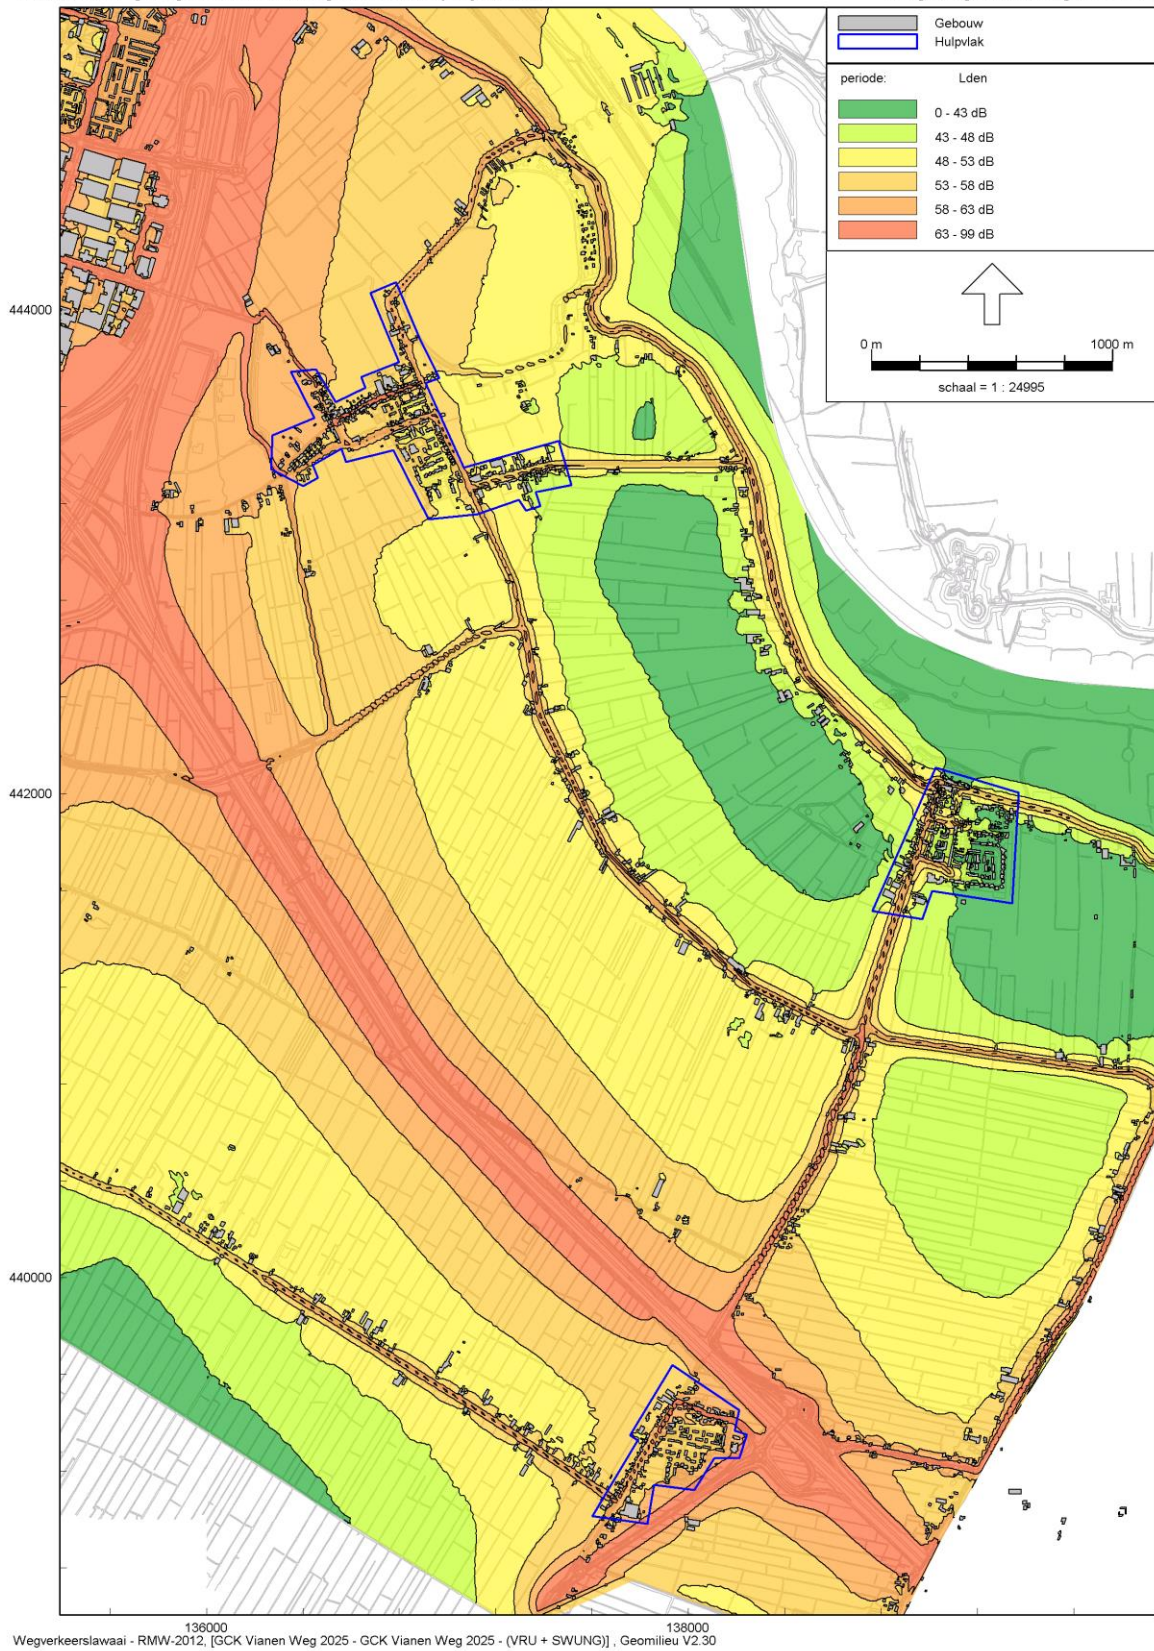 Gebouw
Hulpvlak
periode: Lden
0 - 43 dB
43 - 48 dB
48 - 53 dB
53 - 58 dB
58 - 63 dB
63 - 99 dB
0 m 1000 m
schaal = 1 : 24995
444000
442000
440000
136000 138000
Wegverkeerslawaai - RMW-2012, [GCK Vianen Weg 2025 - GCK Vianen Weg 2025 - (VRU + SWUNG)] , Geomilieu V2.30